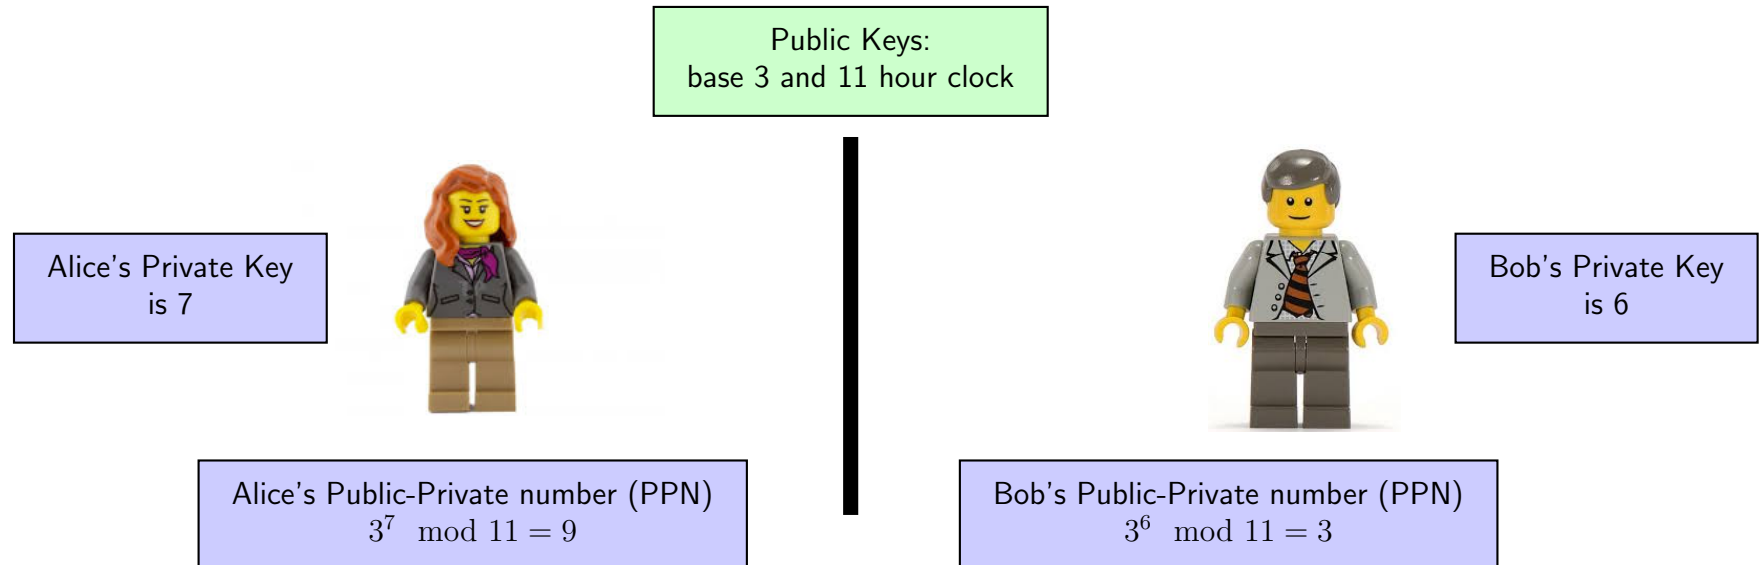 Public Keys:
base 3 and 11 hour clock
Alice's Private Key
is 7
Bob's Private Key
is 6
Alice's Public-Private number (PPN)
3^7 mod 11 = 9
Bob's Public-Private number (PPN)
3^6 mod 11 = 3